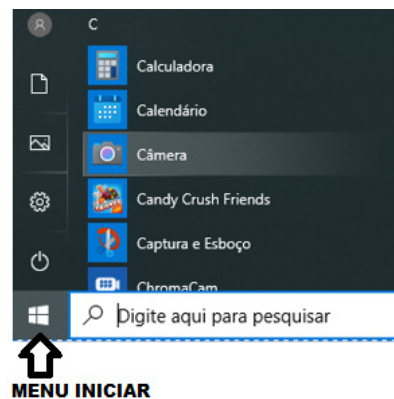 C
Calculadora
Calendário
Câmera
Candy Crush Friends
Captura e Esboço
ChromaCam
Digite aqui para pesquisar
MENU INICIAR